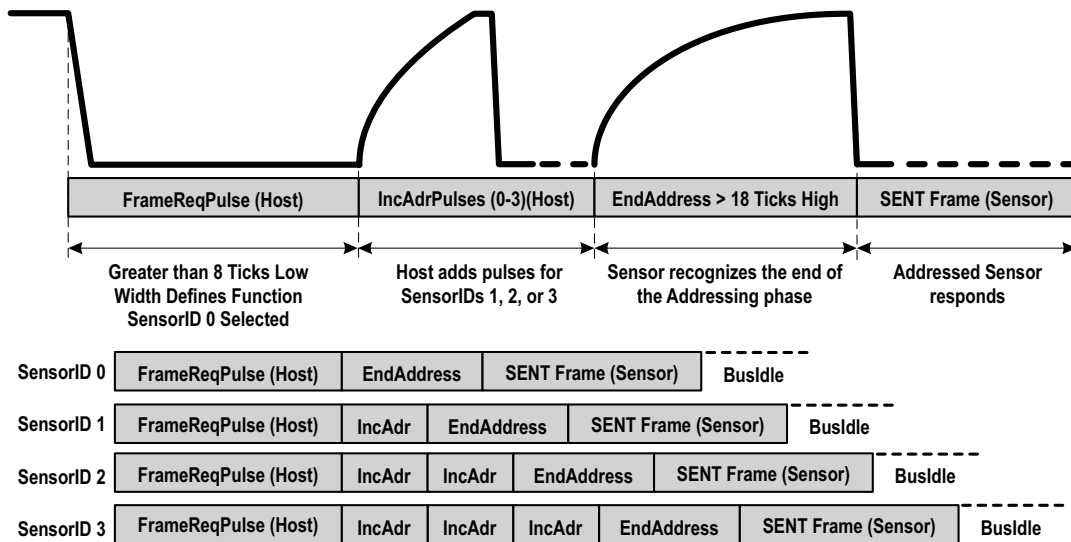 FrameReqPulse (Host) IncAdrPulses (0-3)(Host) EndAddress > 18 Ticks High SENT Frame (Sensor)
Greater than 8 Ticks Low
Width Defines Function
SensorID 0 Selected
Host adds pulses for
SensorIDs 1, 2, or 3
Sensor recognizes the end of
the Addressing phase
Addressed Sensor
responds
SensorID 0 FrameReqPulse (Host) EndAddress SENT Frame (Sensor) BusIdle
SensorID 1 FrameReqPulse (Host) IncAdr EndAddress SENT Frame (Sensor) BusIdle
SensorID 2 FrameReqPulse (Host) IncAdr IncAdr EndAddress SENT Frame (Sensor) BusIdle
SensorID 3 FrameReqPulse (Host) IncAdr IncAdr IncAdr EndAddress SENT Frame (Sensor) BusIdle